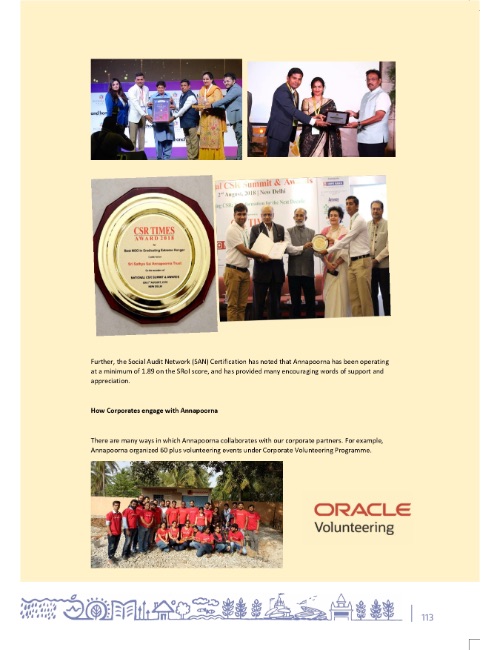 CSR TIMES
AWARD 2018
Best NGO in Eradicating Extreme Hunger
Sri Sathya Sai Annapoorna Trust
NATIONAL CSR SUMMIT & AWARDS
NEW DELHI
al CSR Summit & Awards
2nd August, 2018 | New Delhi
Further, the Social Audit Network (SAN) Certification has noted that Annapoorna has been operating
at a minimum of 1.89 on the SRoI score, and has provided many encouraging words of support and
appreciation.
How Corporates engage with Annapoorna
There are many ways in which Annapoorna collaborates with our corporate partners. For example,
Annapoorna organized 60 plus volunteering events under Corporate Volunteering Programme.
ORACLE
Volunteering
113